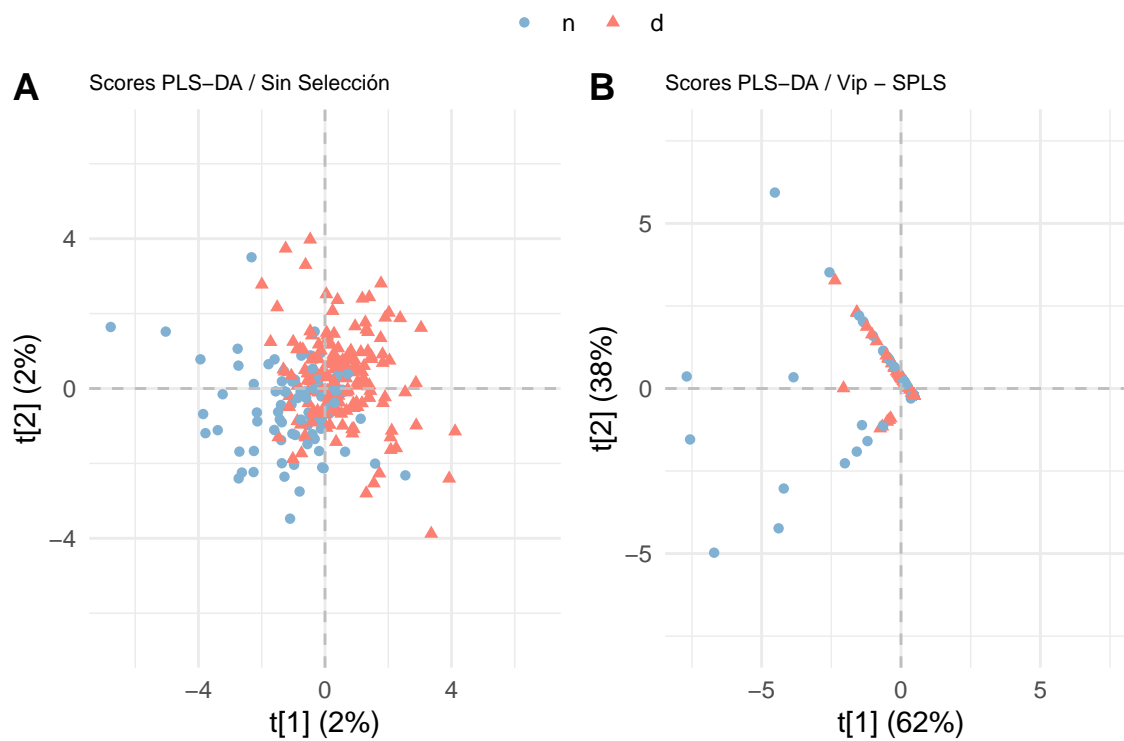 n d
A Scores PLS−DA / Sin Selección
4
0
−4
t[2] (2%)
−4 0 4
t[1] (2%)
B Scores PLS−DA / Vip − SPLS
5
0
−5
t[2] (38%)
−5 0 5
t[1] (62%)